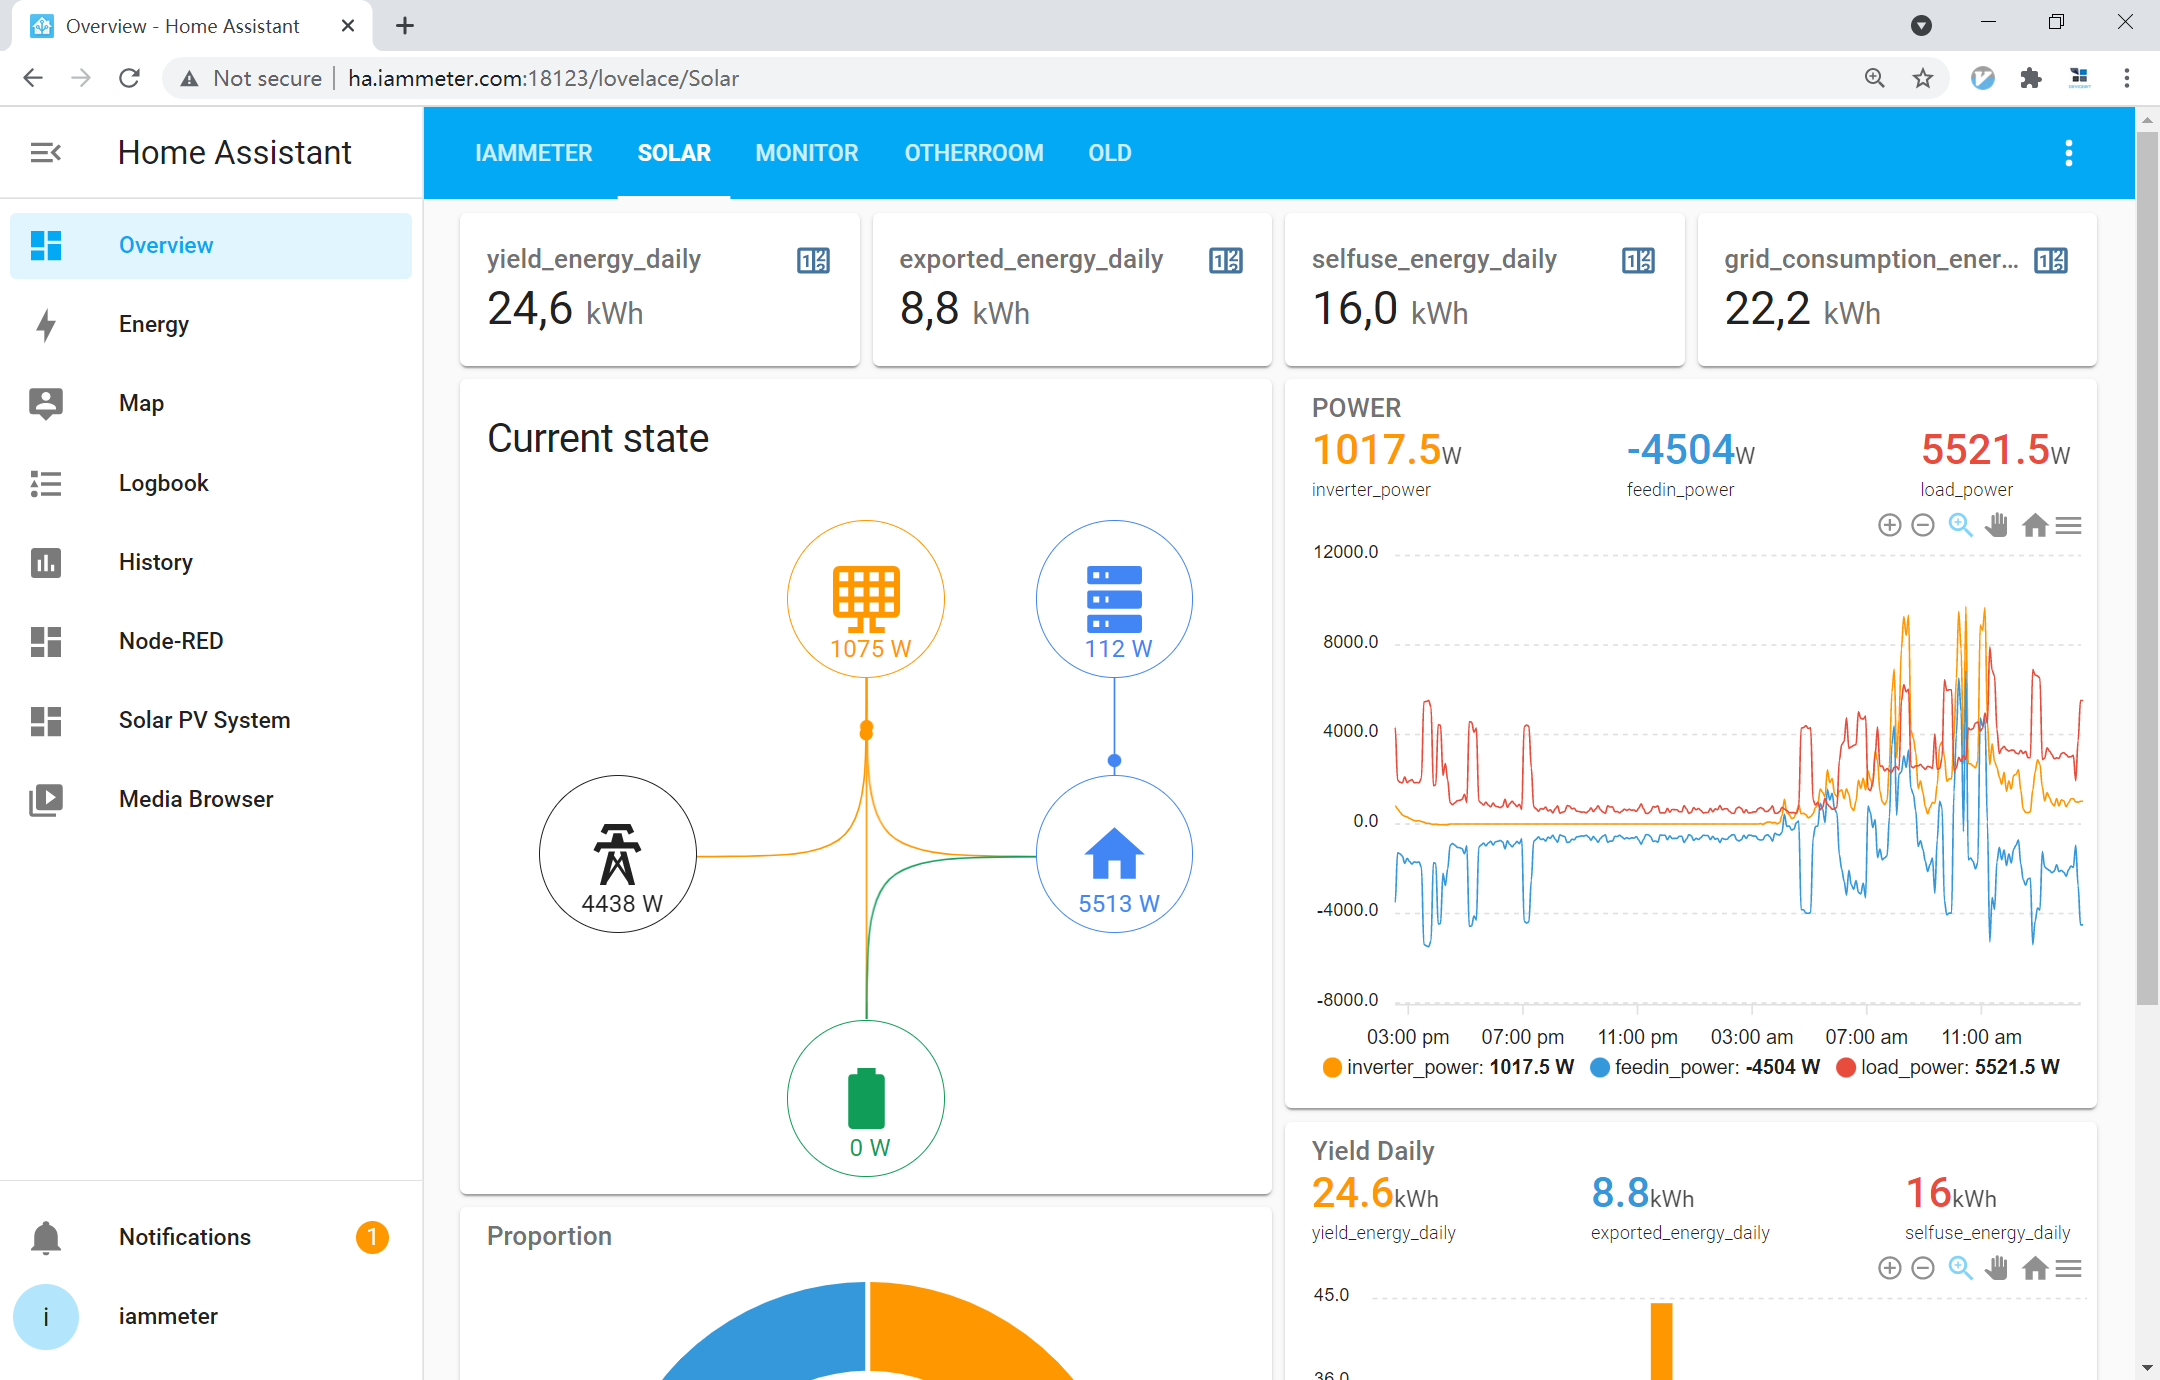 Overview - Home Assistant
Not secure
ha.iammeter.com:18123/lovelace/Solar
Home Assistant
IAMMETER SOLAR MONITOR OTHERROOM OLD
Overview
Energy
Map
Logbook
History
Node-RED
Solar PV System
Media Browser
Notifications 1
i iammeter
yield_energy_daily
24,6 kWh
exported_energy_daily
8,8 kWh
selfuse_energy_daily
16,0 kWh
grid_consumption_ener...
22,2 kWh
Current state
1075 W
112 W
4438 W
5513 W
0 W
POWER
1017.5W -4504W 5521.5W
inverter_power feedin_power load_power
12000.0
8000.0
4000.0
0.0
-4000.0
-8000.0
03:00 pm 07:00 pm 11:00 pm 03:00 am 07:00 am 11:00 am
inverter_power: 1017.5 W feedin_power: -4504 W load_power: 5521.5 W
Proportion
Yield Daily
24.6kWh 8.8kWh 16kWh
yield_energy_daily exported_energy_daily selfuse_energy_daily
45.0
36.0